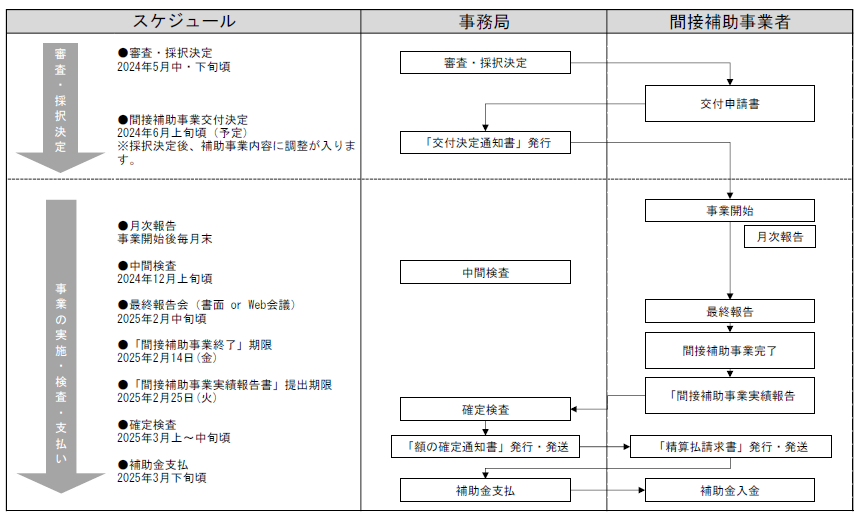 スケジュール
事務局
間接補助事業者
審査・採択決定
●審査・採択決定
2024年5月中・下旬頃
●間接補助事業交付決定
2024年6月上旬頃（予定）
※採択決定後、補助事業内容に調整が入りま
す。
審査・採択決定
交付申請書
「交付決定通知書」発行
事業の実施・検査・支払い
●月次報告
事業開始後毎月末
●中間検査
2024年12月上旬頃
●最終報告会（書面 or Web会議）
2025年2月中旬頃
●「間接補助事業終了」期限
2025年2月14日(金)
●「間接補助事業実績報告書」提出期限
2025年2月25日(火)
●確定検査
2025年3月上～中旬頃
●補助金支払
2025年3月下旬頃
事業開始
月次報告
中間検査
最終報告
間接補助事業完了
「間接補助事業実績報告
確定検査
「額の確定通知書」発行・発送
「精算払請求書」発行・発送
補助金支払
補助金入金